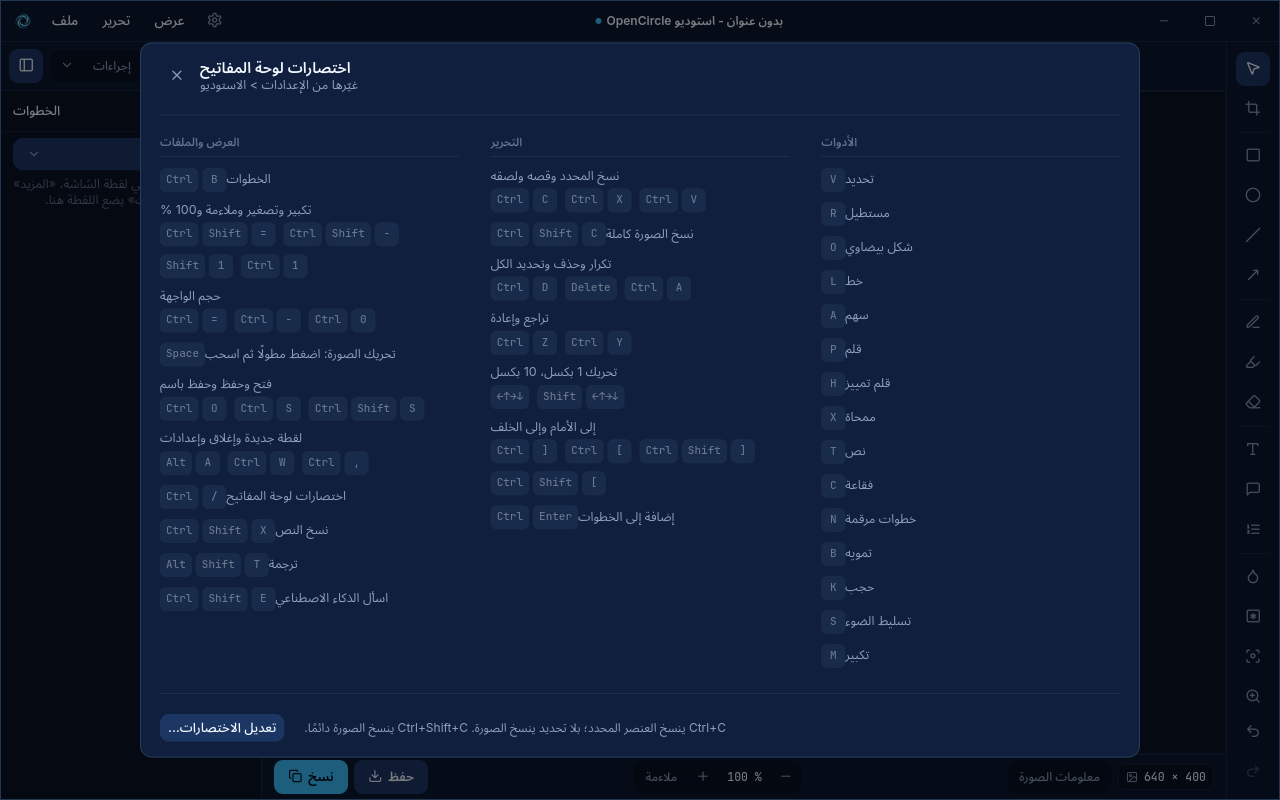 ملف
تحرير
عرض
بدون عنوان - استوديو OpenCircle
إجراءات
الخطوات
ي لقطة الشاشة، «المزيد»
» يضع اللقطة هنا.
اختصارات لوحة المفاتيح
غيّرها من الإعدادات > الاستوديو
الأدوات
تحديد V
مستطيل R
شكل بيضاوي O
خط L
سهم A
قلم P
قلم تمييز H
ممحاة X
نص T
فقاعة C
خطوات مرقمة N
تمويه B
حجب K
تسليط الضوء S
تكبير M
التحرير
نسخ المحدد وقصه ولصقه
Ctrl C Ctrl X Ctrl V
نسخ الصورة كاملة Ctrl Shift C
تكرار وحذف وتحديد الكل
Ctrl D Delete Ctrl A
تراجع وإعادة
Ctrl Z Ctrl Y
تحريك 1 بكسل، 10 بكسل
←↑→↓ Shift ←↑→↓
إلى الأمام وإلى الخلف
Ctrl ] Ctrl [ Ctrl Shift ]
Ctrl Shift [
إضافة إلى الخطوات Ctrl Enter
العرض والملفات
الخطوات Ctrl B
تكبير وتصغير وملاءمة و100 %
Ctrl Shift = Ctrl Shift -
Shift 1 Ctrl 1
حجم الواجهة
Ctrl = Ctrl - Ctrl 0
تحريك الصورة: اضغط مطولًا ثم اسحب Space
فتح وحفظ وحفظ باسم
Ctrl O Ctrl S Ctrl Shift S
لقطة جديدة وإغلاق وإعدادات
Alt A Ctrl W Ctrl ,
اختصارات لوحة المفاتيح Ctrl /
نسخ النص Ctrl Shift X
ترجمة Alt Shift T
اسأل الذكاء الاصطناعي Ctrl Shift E
Ctrl+C ينسخ العنصر المحدد؛ بلا تحديد ينسخ الصورة. Ctrl+Shift+C ينسخ الصورة دائمًا.
تعديل الاختصارات...
نسخ
حفظ
ملاءمة
100 %
معلومات الصورة
640 × 400